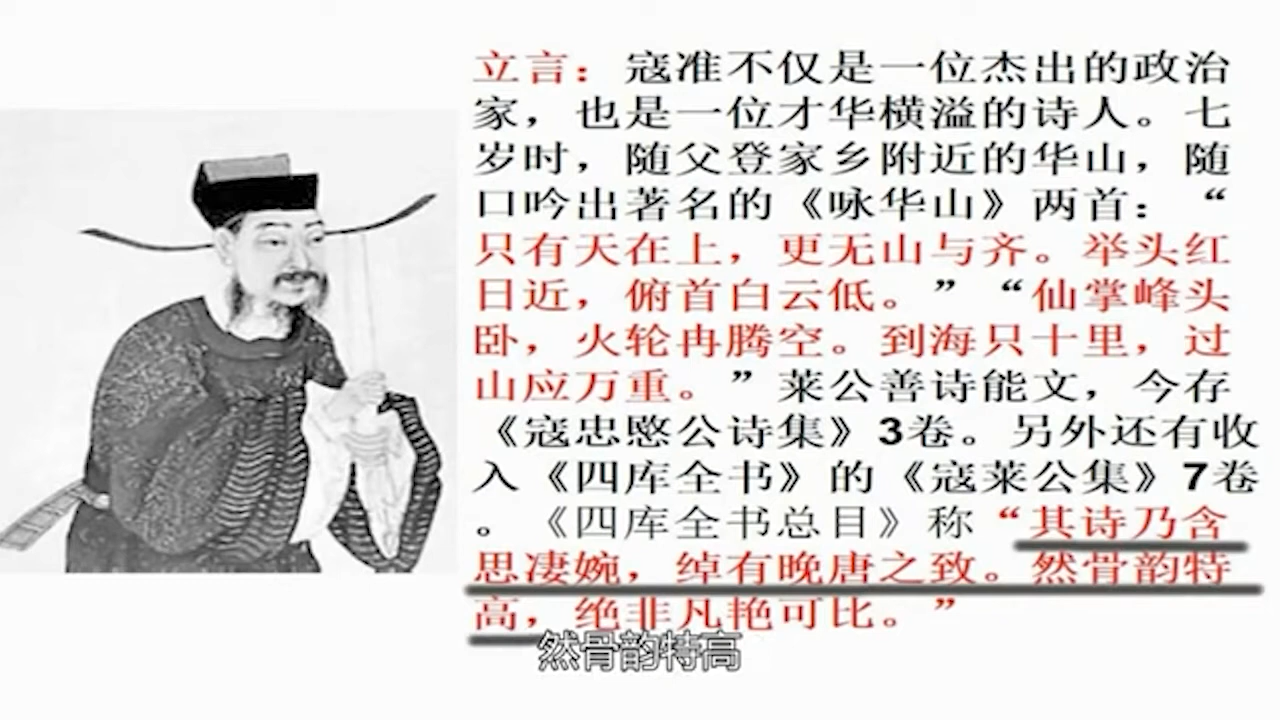 立言：寇准不仅是一位杰出的政治
家，也是一位才华横溢的诗人。七
岁时，随父登家乡附近的华山，随
口吟出著名的《咏华山》两首：“
只有天在上，更无山与齐。举头红
日近，俯首白云低。”“仙掌峰头
卧，火轮冉腾空。到海只十里，过
山应万重。”莱公善诗能文，今存
《寇忠愍公诗集》3卷。另外还有收
入《四库全书》的《寇莱公集》7卷
。《四库全书总目》称“其诗乃含
思凄婉，绰有晚唐之致。然骨韵特
高，绝非凡艳可比。”
然骨韵特高